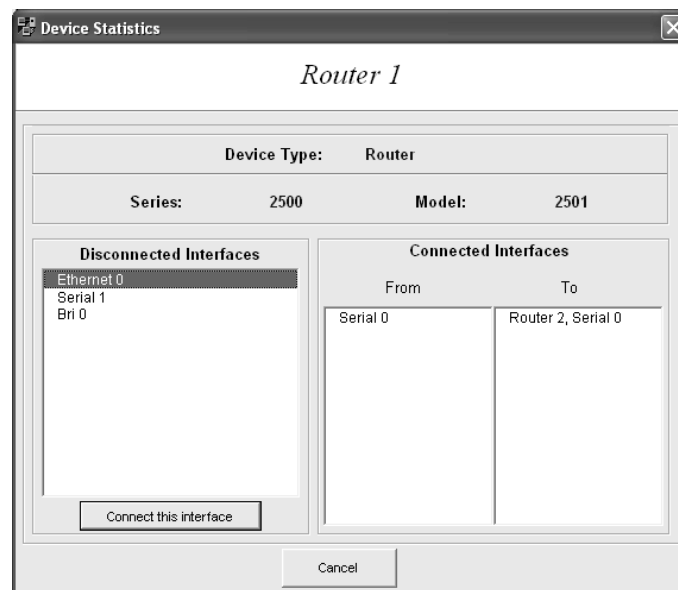 Device Statistics
Router 1
Device Type: Router
Series: 2500 Model: 2501
Disconnected Interfaces
Ethernet 0
Serial 1
Bri 0
Connect this interface
Connected Interfaces
From To
Serial 0 Router 2, Serial 0
Cancel